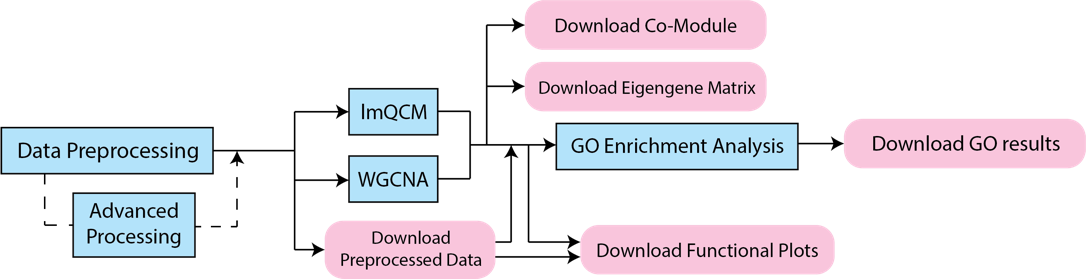 Download Co-Module
Download Eigengene Matrix
lmQCM
Data Preprocessing
GO Enrichment Analysis
Download GO results
WGCNA
Advanced
Processing
Download
Preprocessed Data
Download Functional Plots